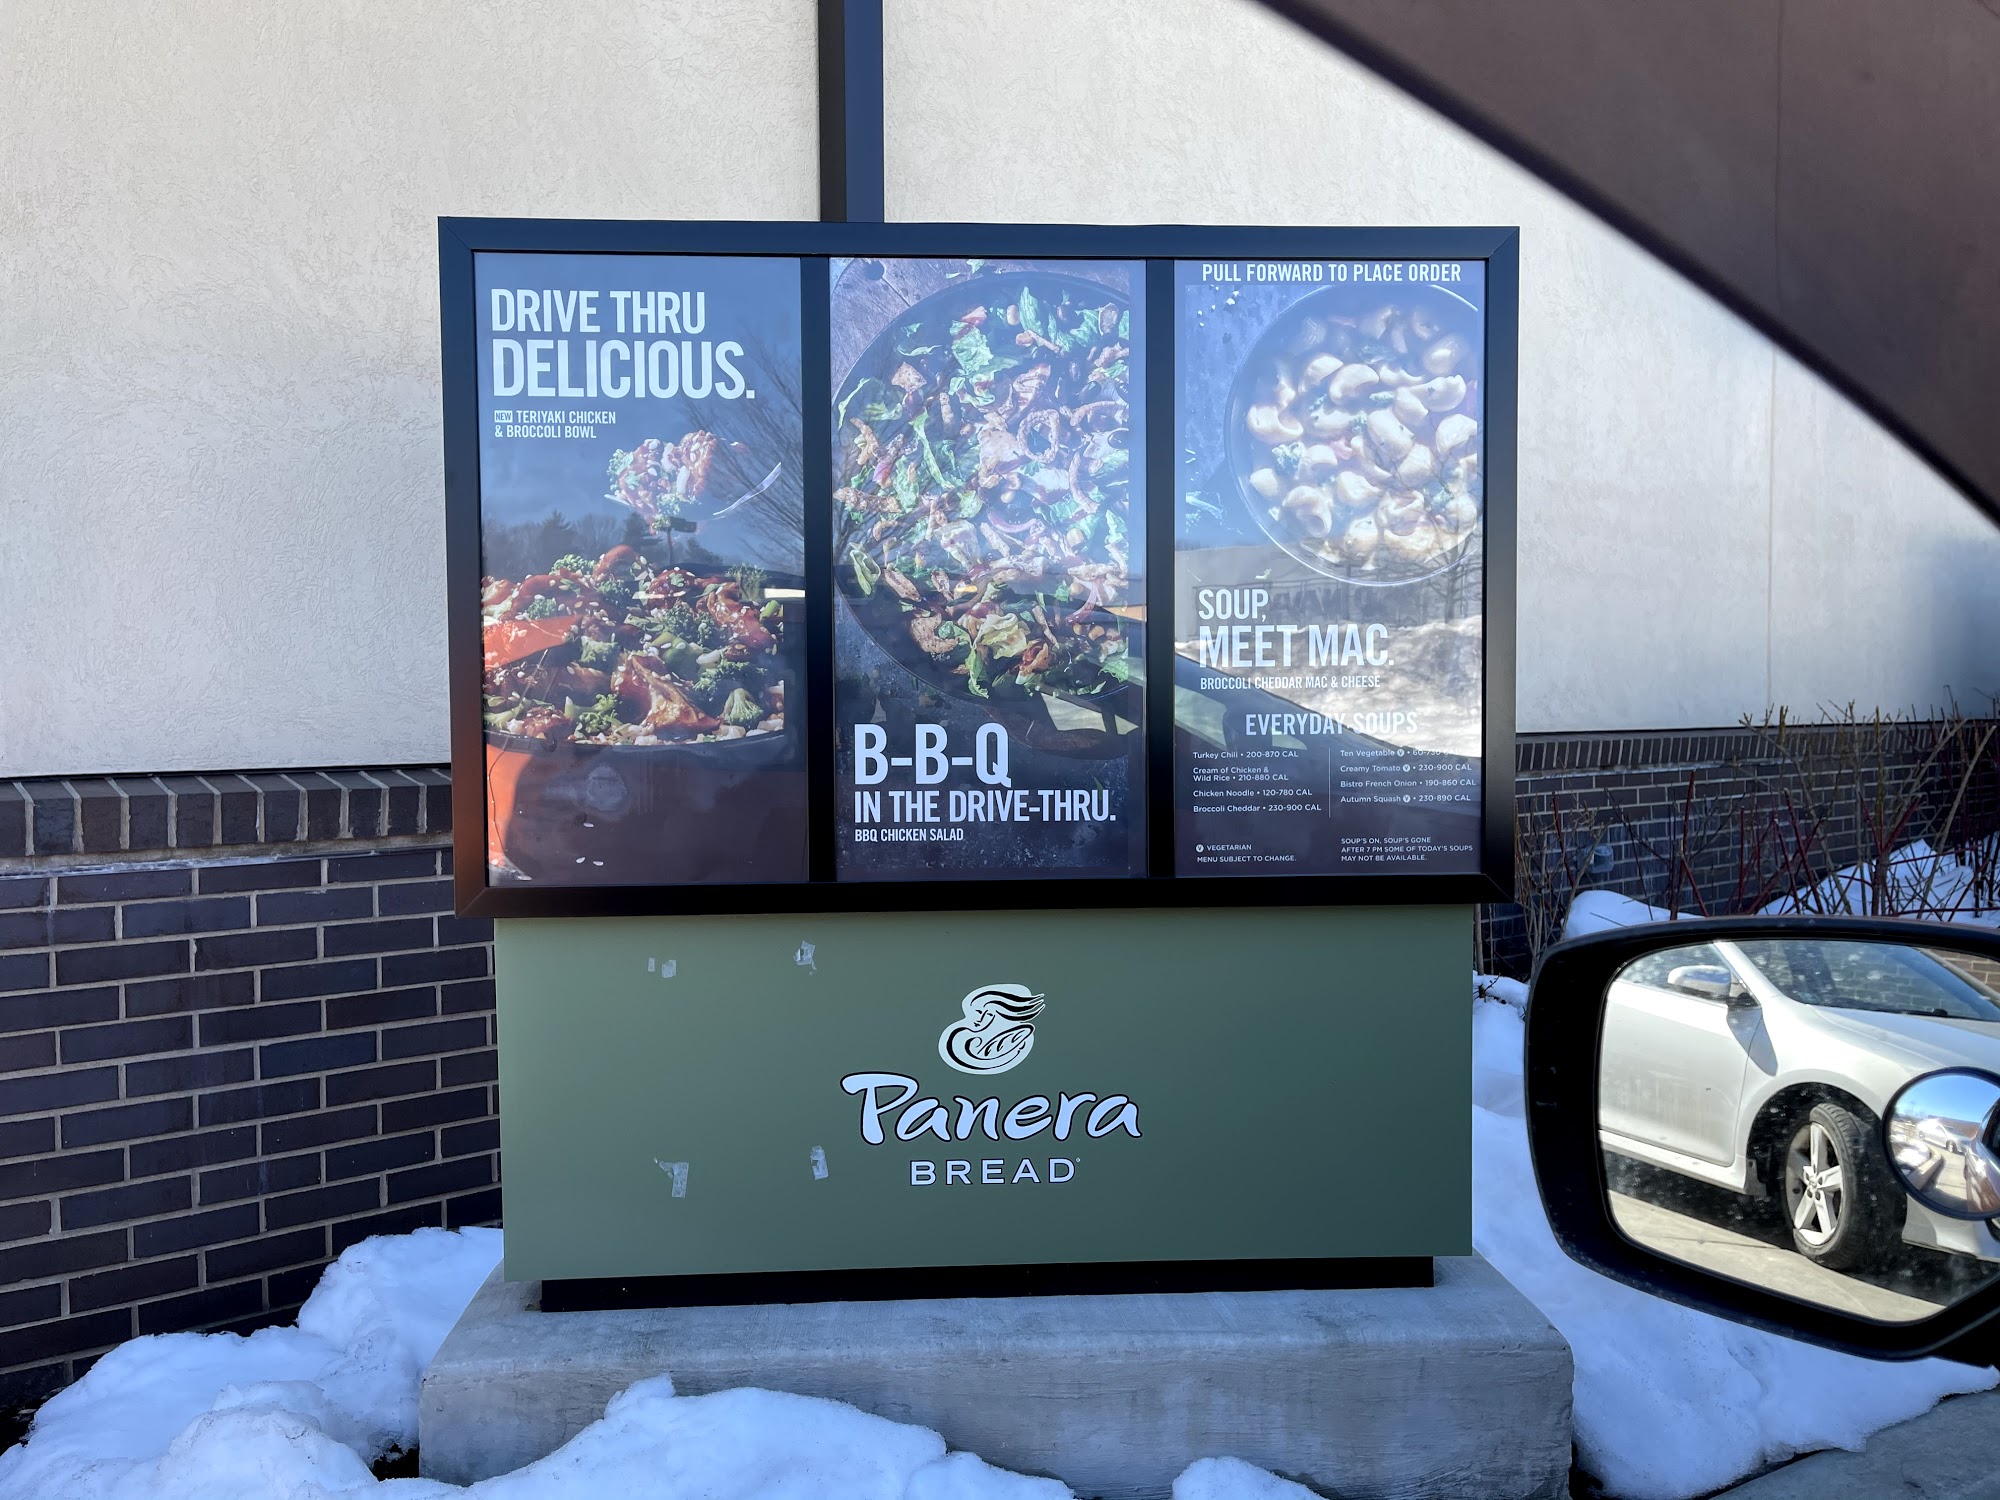 DRIVE THRU
DELICIOUS.
NEW TERIYAKI CHICKEN
& BROCCOLI BOWL
B-B-Q
IN THE DRIVE-THRU.
BBQ CHICKEN SALAD
PULL FORWARD TO PLACE ORDER
SOUP,
MEET MAC.
BROCCOLI CHEDDAR MAC & CHEESE
EVERYDAY SOUPS
Turkey Chili • 200-870 CAL
Cream of Chicken &
Wild Rice • 210-880 CAL
Chicken Noodle • 120-780 CAL
Broccoli Cheddar • 230-900 CAL
Ten Vegetable V • 60-730 CAL
Creamy Tomato V • 230-900 CAL
Bistro French Onion • 190-860 CAL
Autumn Squash V • 230-890 CAL
V VEGETARIAN
MENU SUBJECT TO CHANGE.
SOUP'S ON, SOUP'S GONE
AFTER 7 PM SOME OF TODAY'S SOUPS
MAY NOT BE AVAILABLE.
Panera
BREAD®